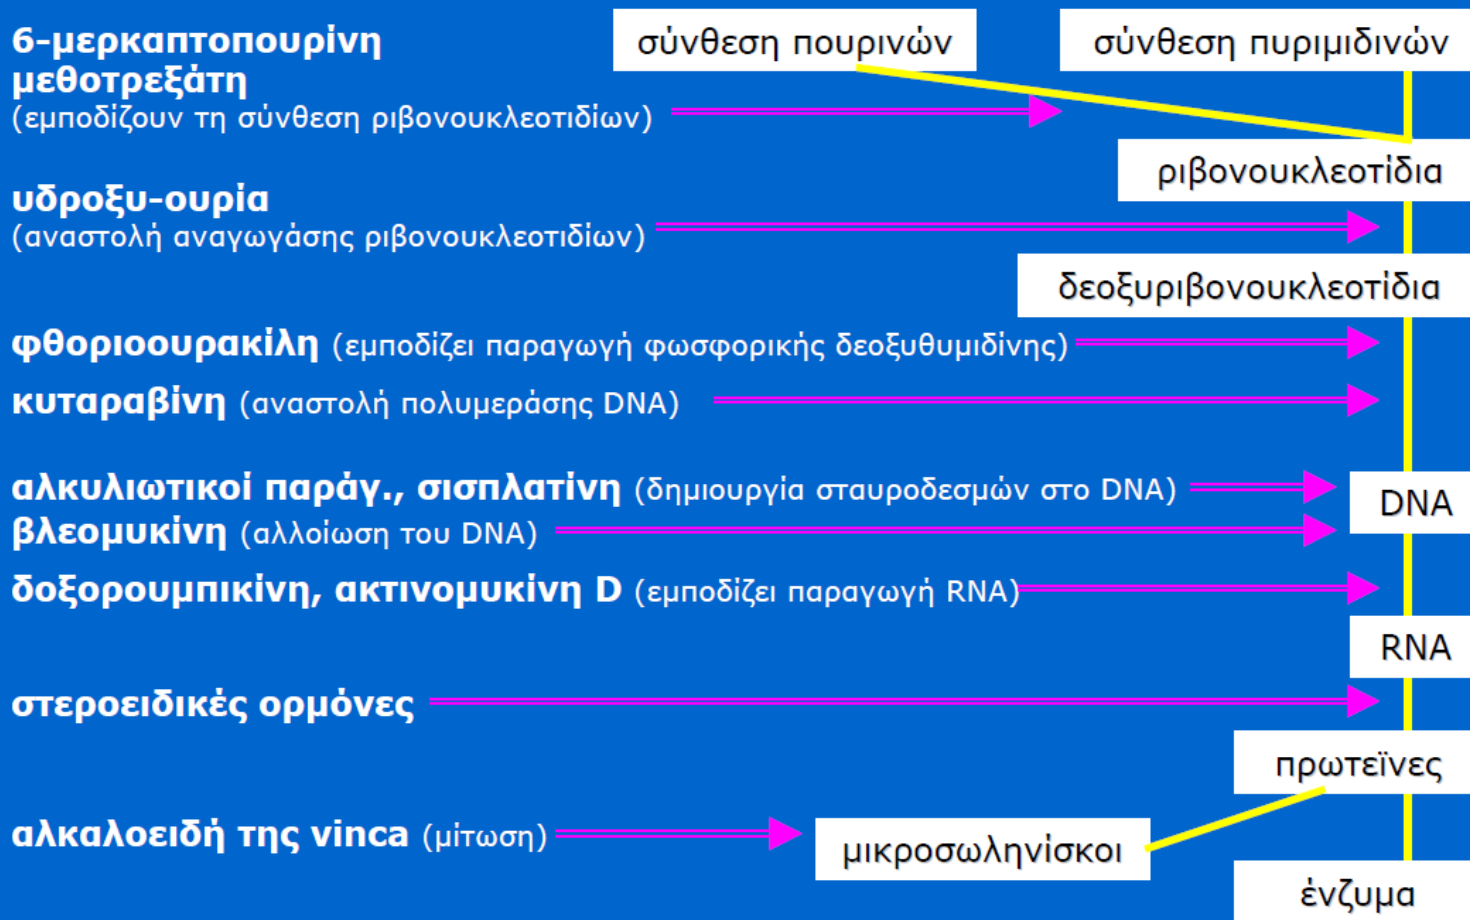 6-μερκαπτοπουρίνη
μεθοτρεξάτη
(εμποδίζουν τη σύνθεση ριβονουκλεοτιδίων)
σύνθεση πουρινών
σύνθεση πυριμιδινών
ριβονουκλεοτίδια
υδροξυ-ουρία
(αναστολή αναγωγάσης ριβονουκλεοτιδίων)
δεοξυριβονουκλεοτίδια
φθοριοουρακίλη (εμποδίζει παραγωγή φωσφορικής δεοξυθυμιδίνης)
κυταραβίνη (αναστολή πολυμεράσης DNA)
αλκυλιωτικοί παράγ., σισπλατίνη (δημιουργία σταυροδεσμών στο DNA)
DNA
βλεομυκίνη (αλλοίωση του DNA)
δοξορουμπικίνη, ακτινομυκίνη D (εμποδίζει παραγωγή RNA)
RNA
στεροειδικές ορμόνες
πρωτεϊνες
αλκαλοειδή της vinca (μίτωση)
μικροσωληνίσκοι
ένζυμα